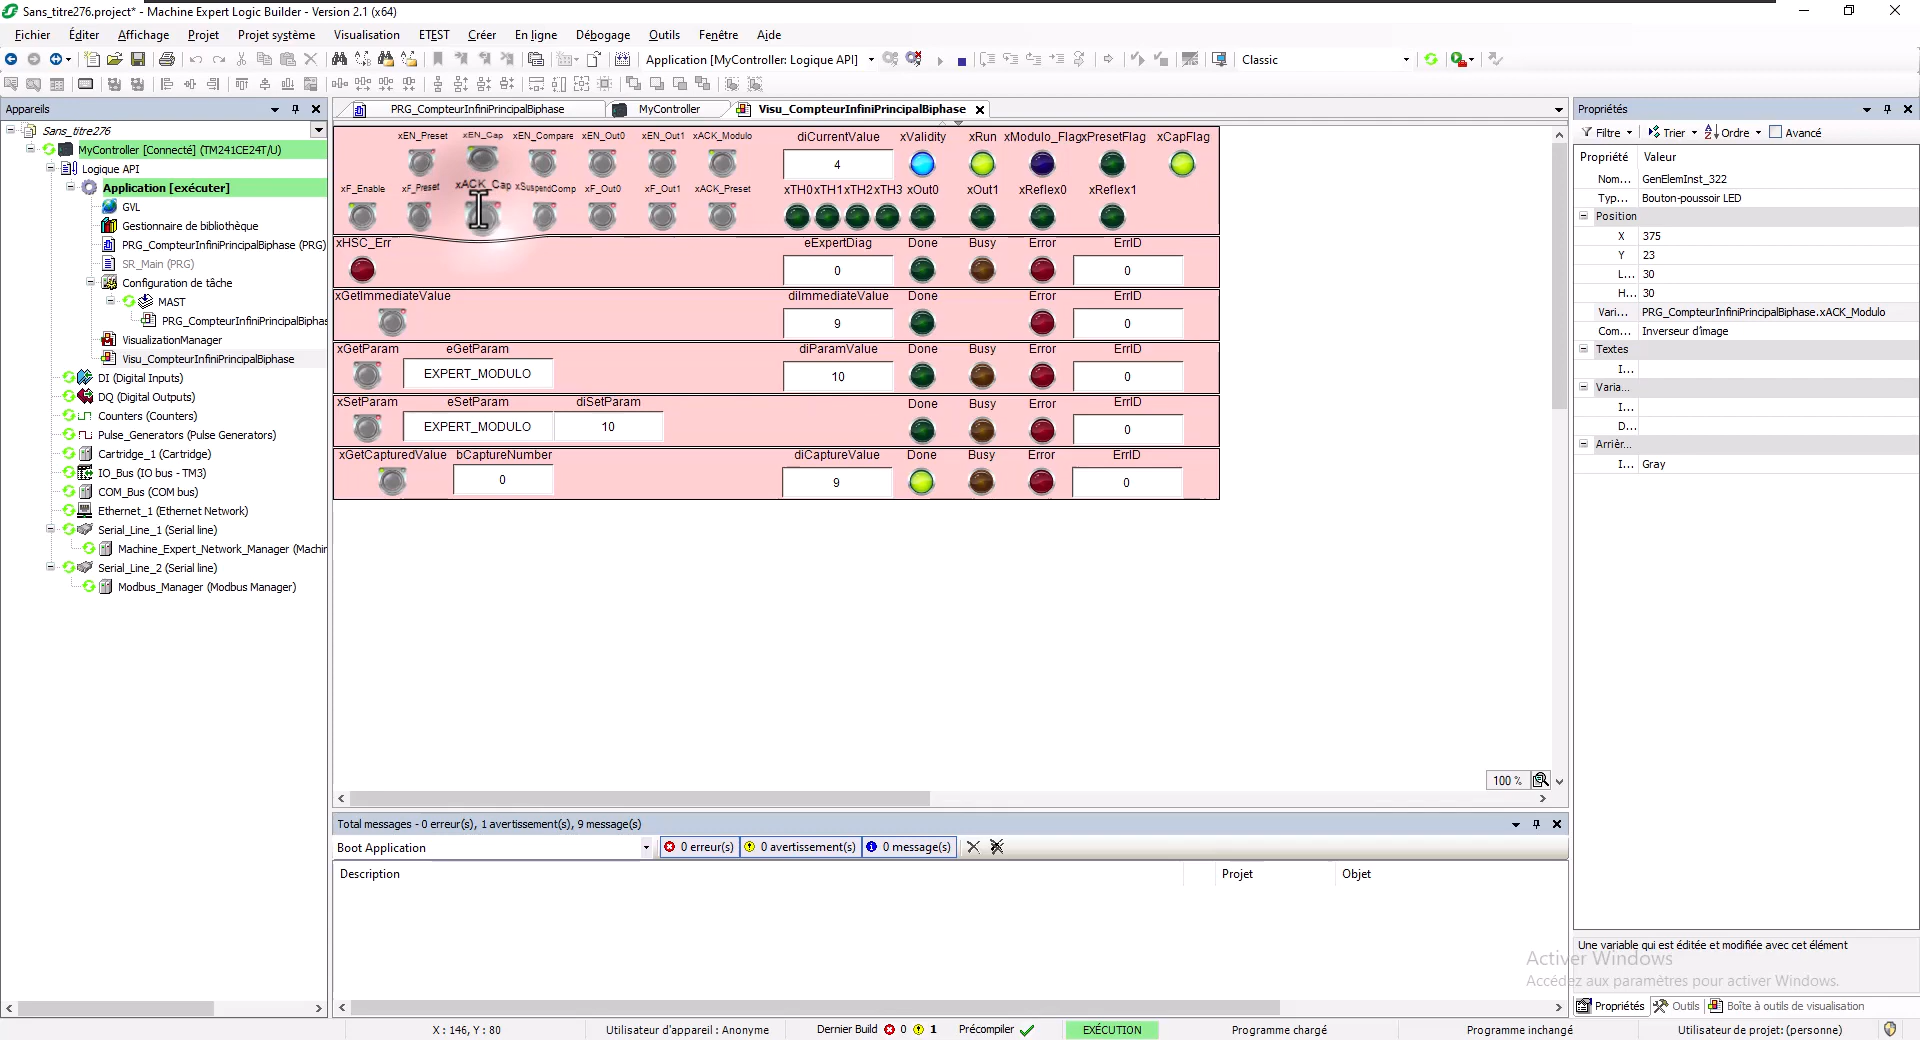 Sans_titre276.project* - Machine Expert Logic Builder - Version 2.1 (x64)
Fichier Éditer Affichage Projet Projet système Visualisation ETEST Créer En ligne Débogage Outils Fenêtre Aide
Application [MyController: Logique API] Classic
Appareils
Sans_titre276
MyController [Connecté] (TM241CE24T/U)
Logique API
Application [exécuter]
GVL
Gestionnaire de bibliothèque
PRG_CompteurInfiniPrincipalBiphase (PRG)
SR_Main (PRG)
Configuration de tâche
MAST
PRG_CompteurInfiniPrincipalBiphas
VisualizationManager
Visu_CompteurInfiniPrincipalBiphase
DI (Digital Inputs)
DQ (Digital Outputs)
Counters (Counters)
Pulse_Generators (Pulse Generators)
Cartridge_1 (Cartridge)
IO_Bus (IO bus - TM3)
COM_Bus (COM bus)
Ethernet_1 (Ethernet Network)
Serial_Line_1 (Serial line)
Machine_Expert_Network_Manager (Machin
Serial_Line_2 (Serial line)
Modbus_Manager (Modbus Manager)
PRG_CompteurInfiniPrincipalBiphase MyController Visu_CompteurInfiniPrincipalBiphase
xEN_Preset xEN_Cap xEN_Compare xEN_Out0 xEN_Out1 xACK_Modulo diCurrentValue xValidity xRun xModulo_FlagxPresetFlag xCapFlag
4
xF_Enable xF_Preset xACK_Cap xSuspendComp xF_Out0 xF_Out1 xACK_Preset xTH0xTH1xTH2xTH3 xOut0 xOut1 xReflex0 xReflex1
xHSC_Err eExpertDiag Done Busy Error ErrID
0 0
xGetImmediateValue diImmediateValue Done Error ErrID
9 0
xGetParam eGetParam diParamValue Done Busy Error ErrID
EXPERT_MODULO 10 0
xSetParam eSetParam diSetParam Done Busy Error ErrID
EXPERT_MODULO 10 0
xGetCapturedValue bCaptureNumber diCaptureValue Done Busy Error ErrID
0 9 0
100 %
Total messages - 0 erreur(s), 1 avertissement(s), 9 message(s)
Boot Application 0 erreur(s) 0 avertissement(s) 0 message(s)
Description Projet Objet
Propriétés
Filtre Trier Ordre Avancé
Propriété Valeur
Nom... GenElemInst_322
Typ... Bouton-poussoir LED
Position
X 375
Y 23
L... 30
H... 30
Vari... PRG_CompteurInfiniPrincipalBiphase.xACK_Modulo
Com... Inverseur d'image
Textes
I...
Varia...
I...
D...
Arrièr...
I... Gray
Une variable qui est éditée et modifiée avec cet élément
Activer Windows
Accédez aux paramètres pour activer Windows.
Propriétés Outils Boîte à outils de visualisation
X : 146, Y : 80 Utilisateur d'appareil : Anonyme Dernier Build 0 1 Précompiler EXÉCUTION Programme chargé Programme inchangé Utilisateur de projet: (personne)